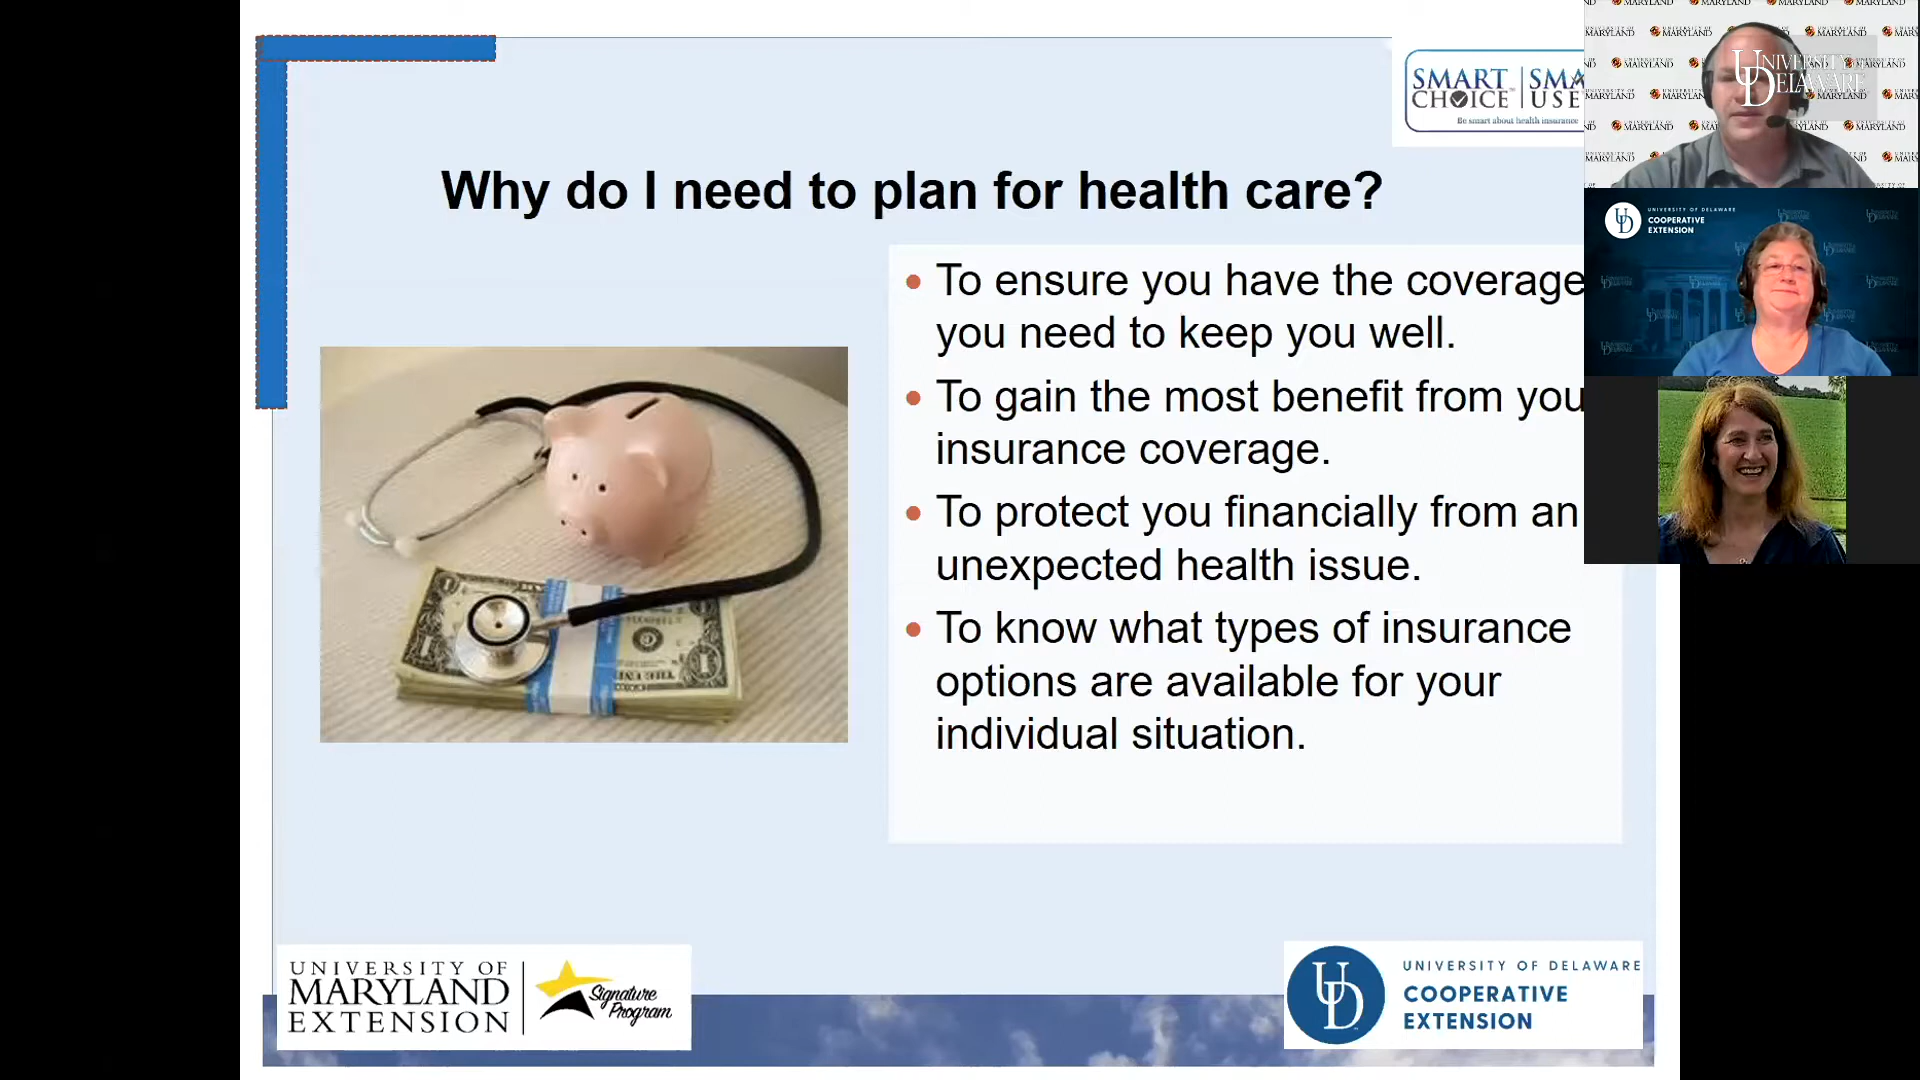 SMART CHOICE
SMA
USE
Be smart about health insurance
Why do I need to plan for health care?
To ensure you have the coverage
you need to keep you well.
To gain the most benefit from you
insurance coverage.
To protect you financially from an
unexpected health issue.
To know what types of insurance
options are available for your
individual situation.
UNIVERSITY OF
MARYLAND
EXTENSION
Signature
Program
UD
UNIVERSITY OF DELAWARE
COOPERATIVE
EXTENSION
UNIVERSITY OF
DELAWARE
MARYLAND
UD
UNIVERSITY OF DELAWARE
COOPERATIVE
EXTENSION